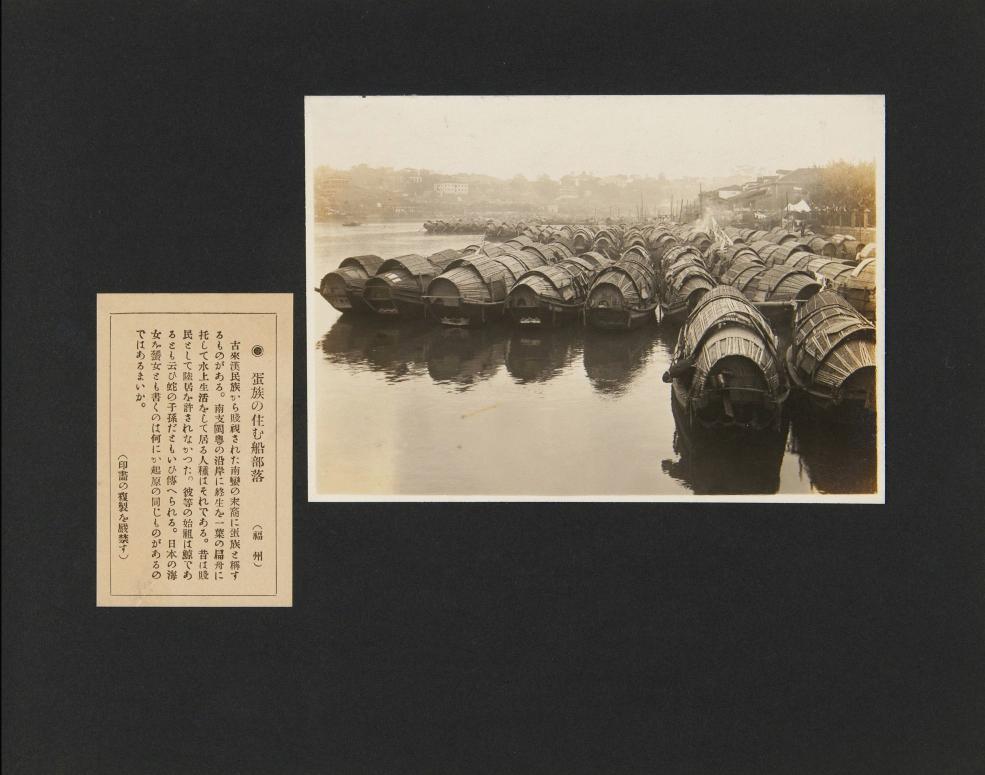 ◉ 蛋族の住む船部落 （福州）
古來漢民族から賤視された南蠻の末裔に蛋族と稱す
るものがある。南支閩粤の沿岸に終生を一葉の扁舟に
托して水上生活をして居る人種はそれである。昔は賤
民として陸居を許されなかつた。彼等の始祖は鯨であ
るとも云ひ蛇の子孫だともいひ傳へられる。日本の海
女を蜑女とも書くのは何にか起原の同じものがあるの
ではあるまいか。
（印畵の複製を嚴禁す）